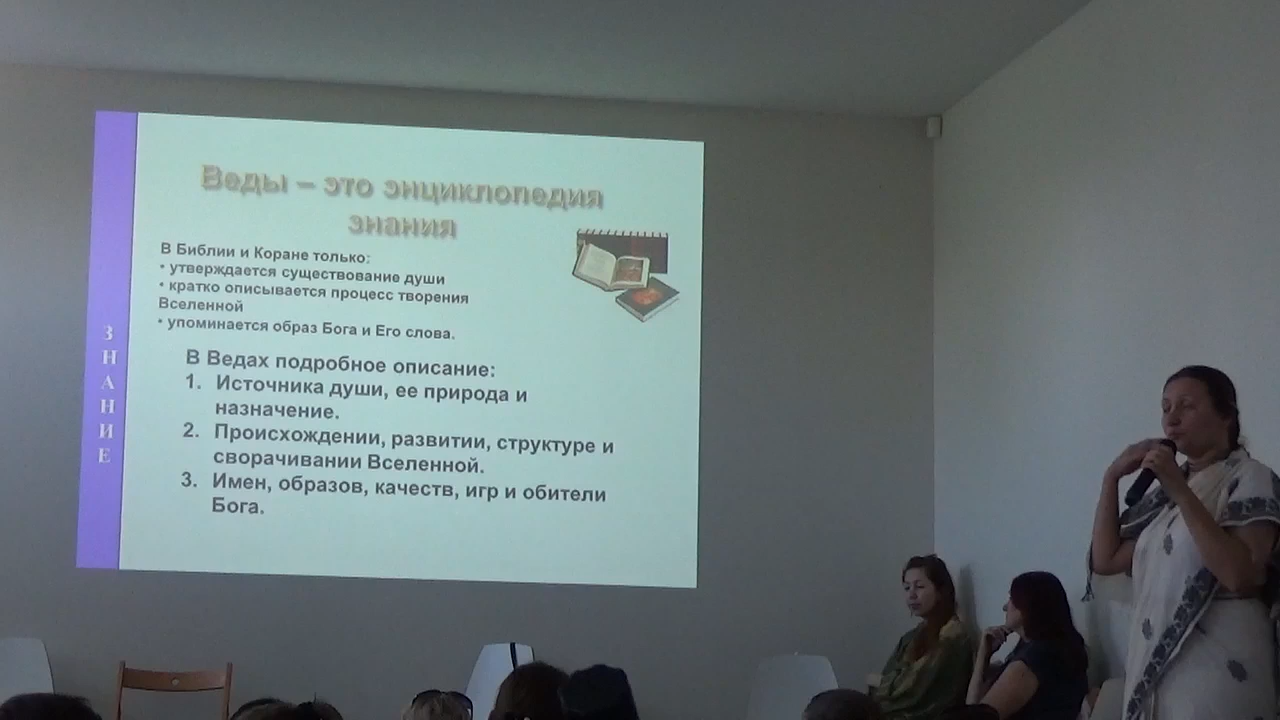 Веды – это энциклопедия
знания
В Библии и Коране только:
• утверждается существование души
• кратко описывается процесс творения
Вселенной
• упоминается образ Бога и Его слова.
В Ведах подробное описание:
1. Источника души, ее природа и
назначение.
2. Происхождении, развитии, структуре и
сворачивании Вселенной.
3. Имен, образов, качеств, игр и обители
Бога.
ЗНАНИЕ